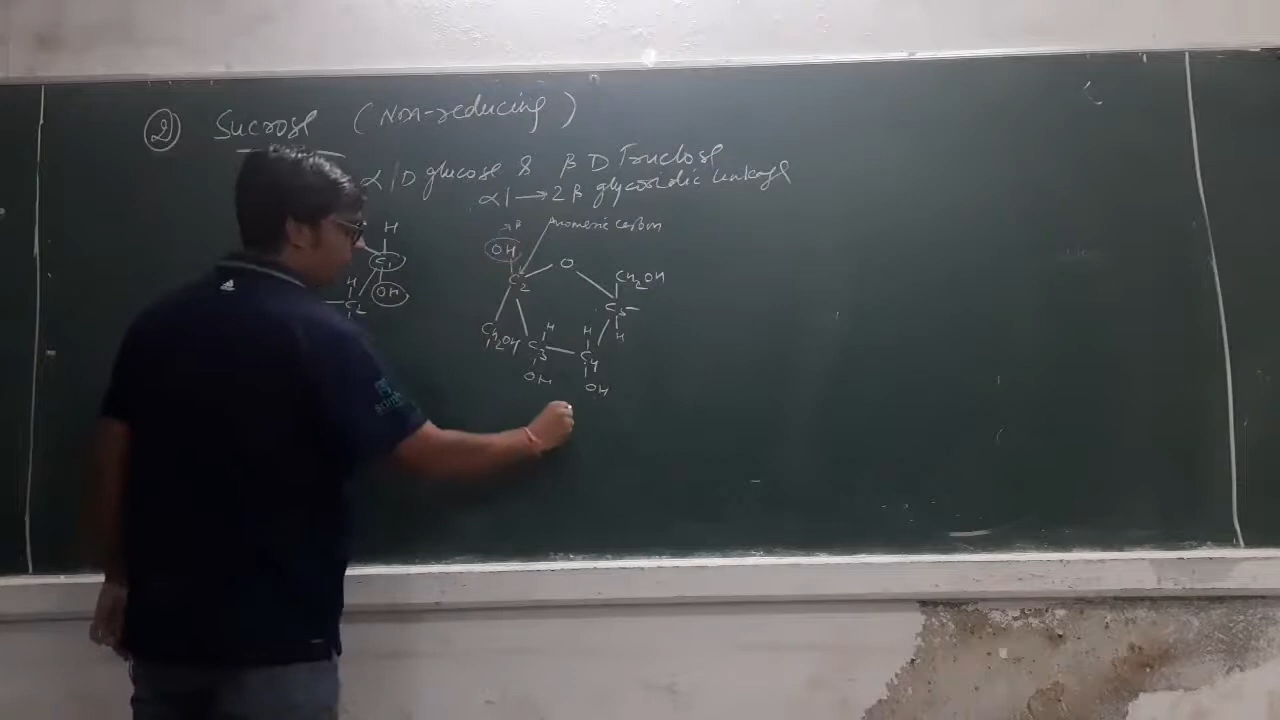 2) Sucrose (Non-reducing)
α D glucose & β D Fructose
α1 → 2 β glycosidic linkage
H → β Anomeric carbon
OH O
C1 C2 CH2OH
H OH
C2 C5
H H H
CH2OH C3 C4
OH OH